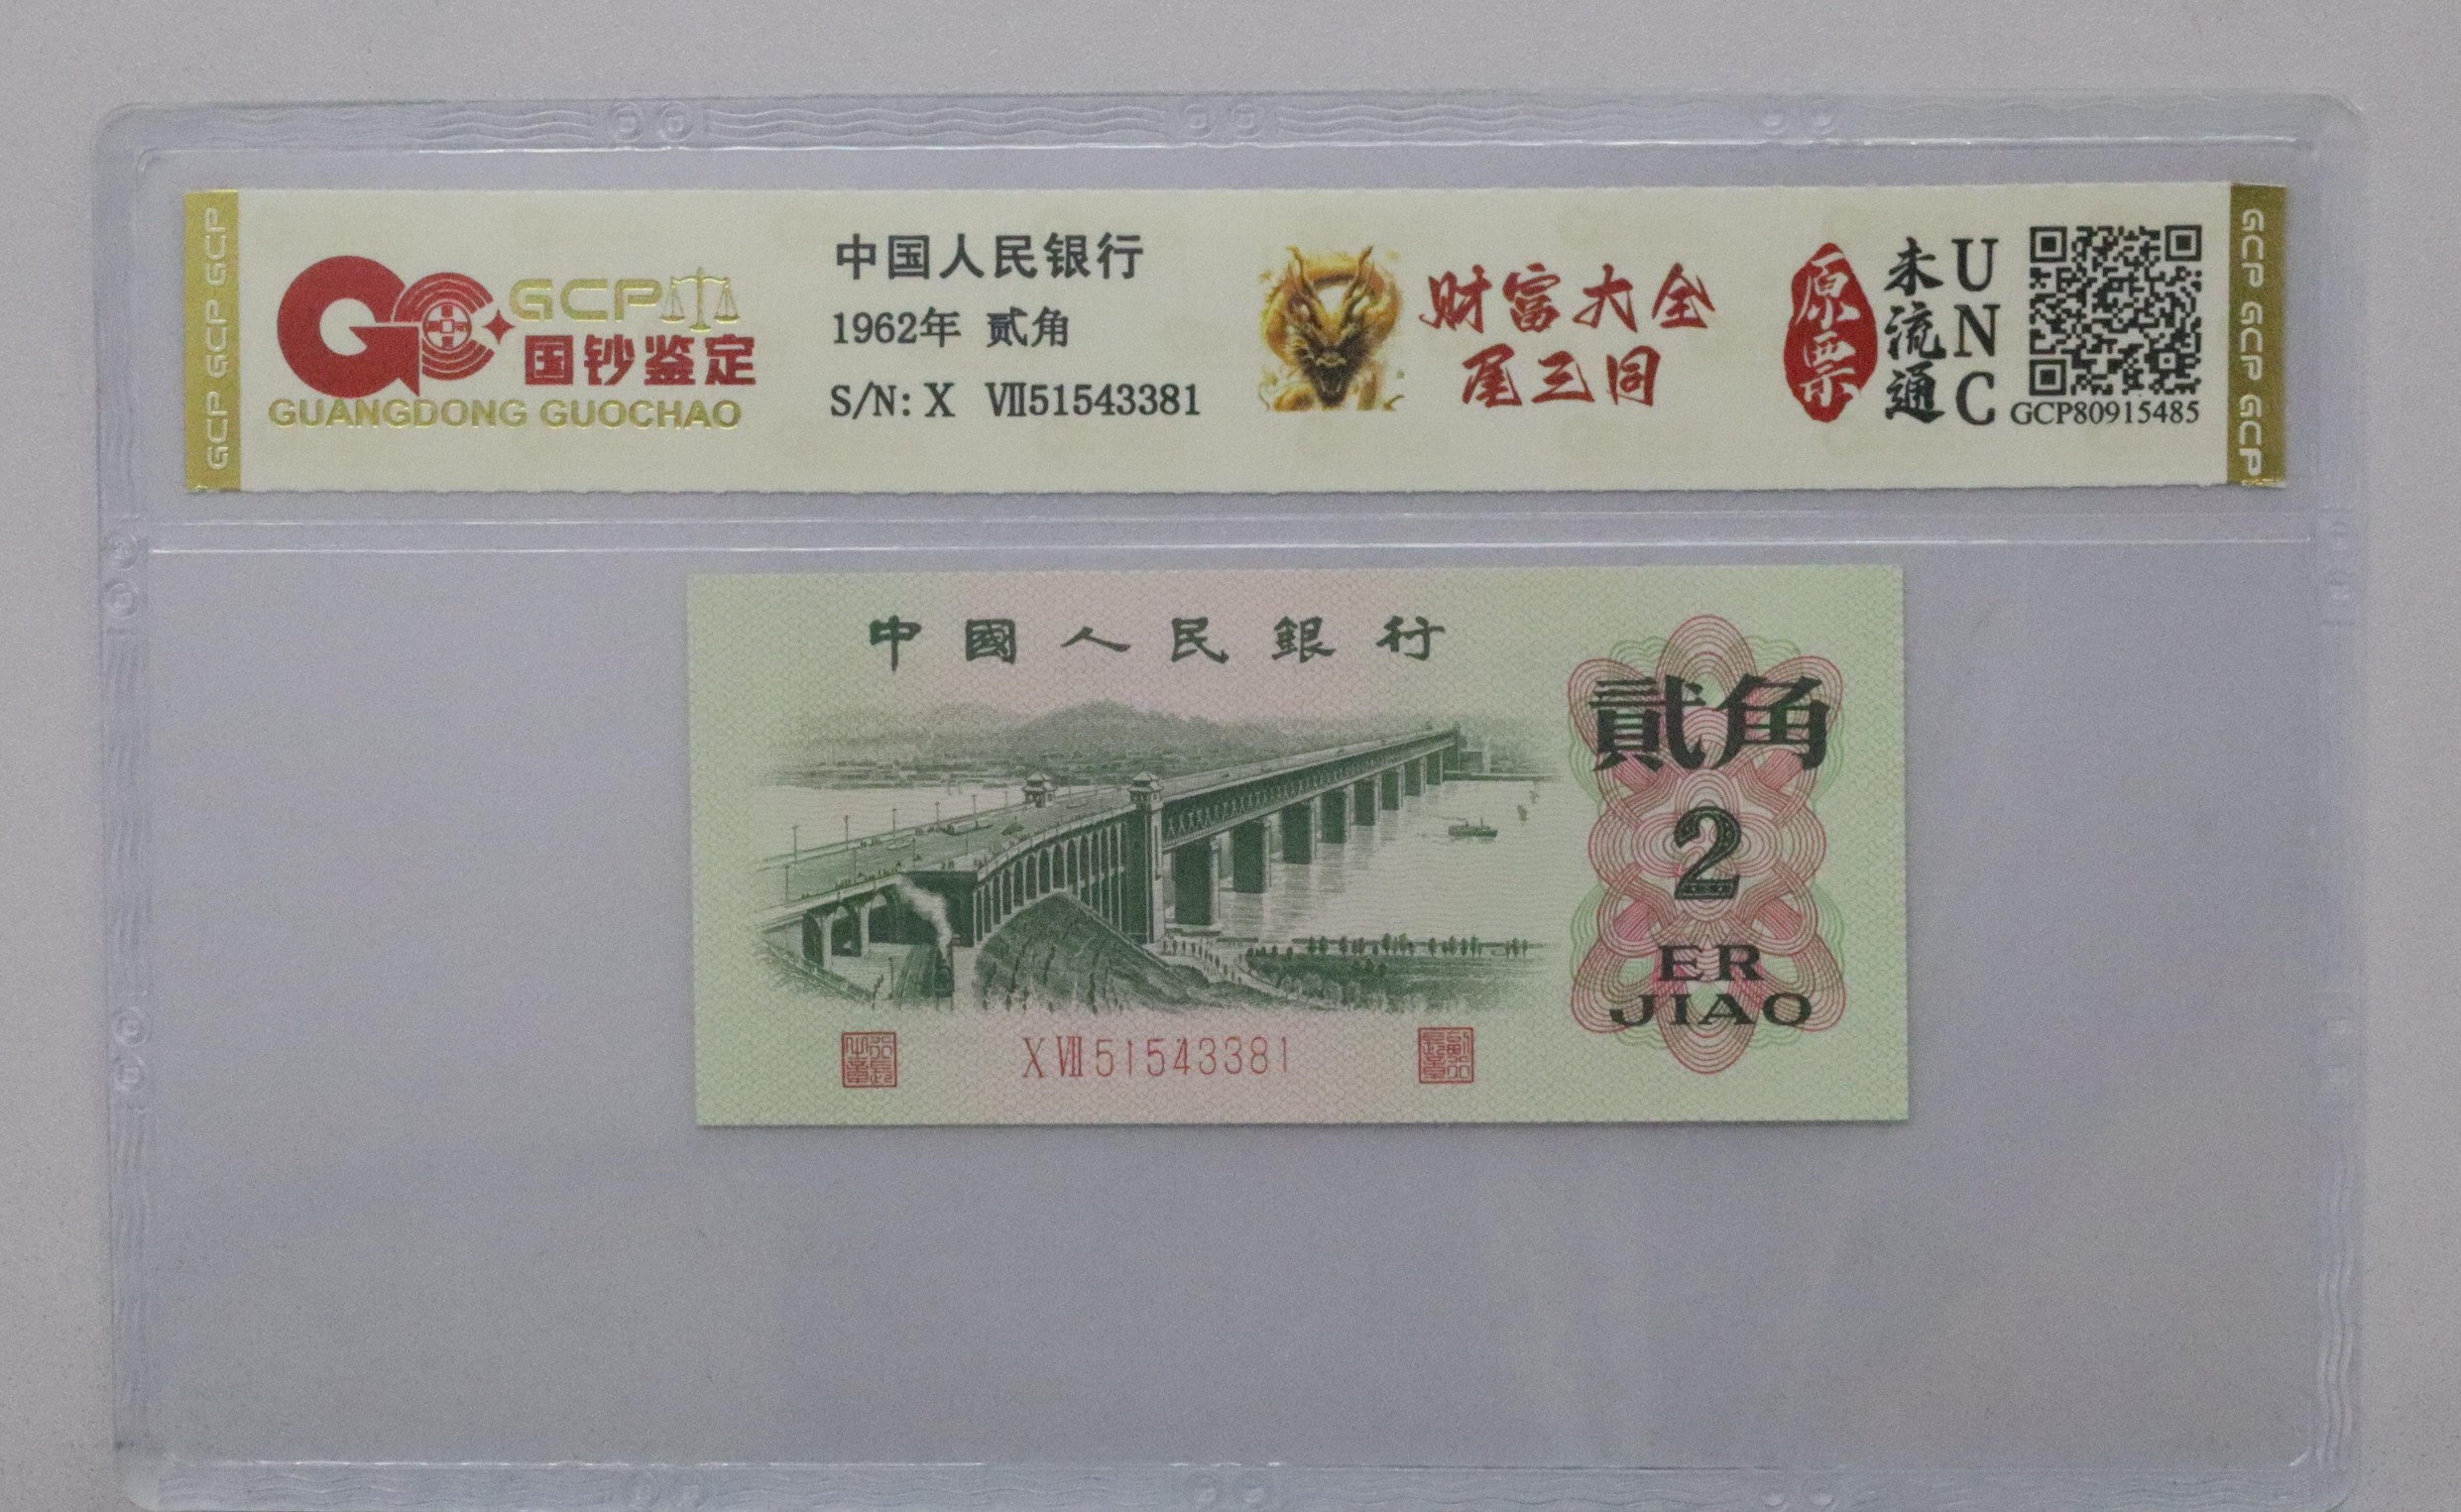 GCP GCP GCP
GCP
国钞鉴定
GUANGDONG GUOCHAO
中国人民银行
1962年 贰角
S/N: X Ⅶ51543381
财富大全
尾三同
原票
未流通
UNC
GCP80915485
GCP GCP GCP
中國人民銀行
貳角
2
ER
JIAO
X Ⅶ 51543381